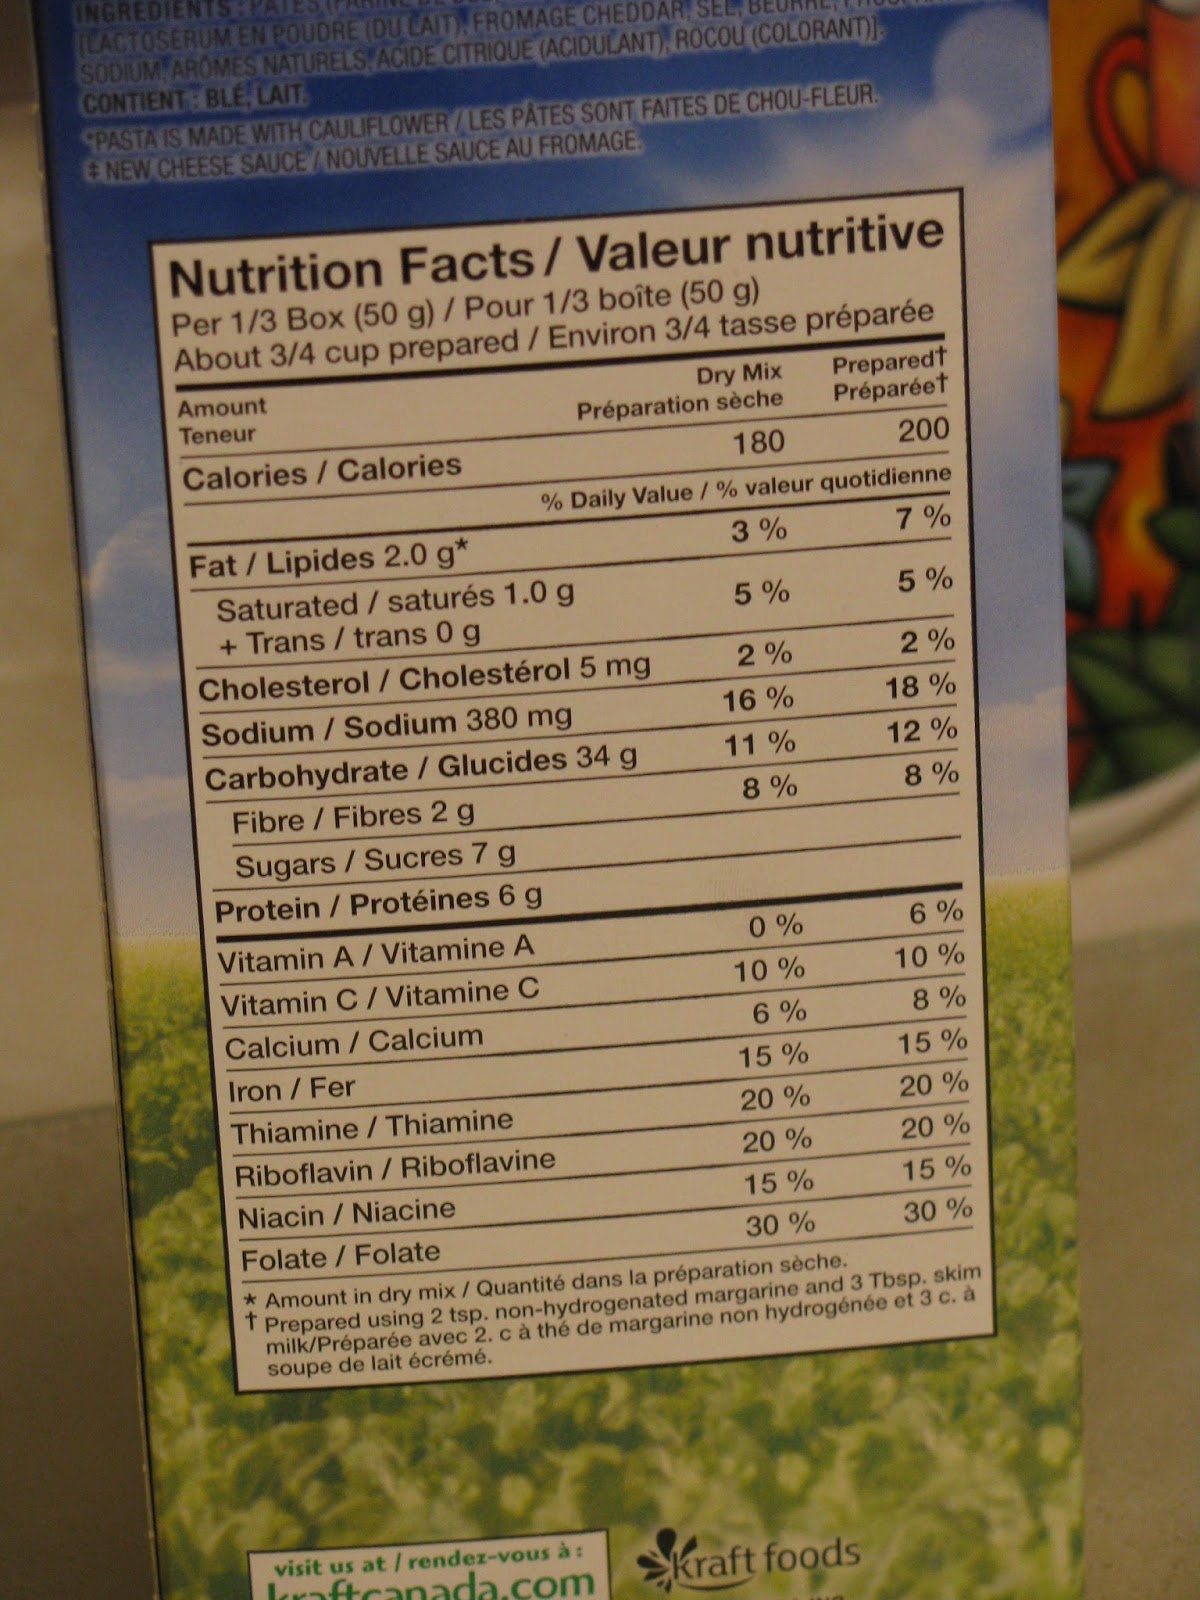 [LACTOSÉRUM EN POUDRE (DU LAIT), FROMAGE CHEDDAR, SEL,
SODIUM, ARÔMES NATURELS, ACIDE CITRIQUE (ACIDULANT), ROCOU (COLORANT)].
CONTIENT : BLÉ, LAIT.
*PASTA IS MADE WITH CAULIFLOWER / LES PÂTES SONT FAITES DE CHOU-FLEUR.
‡ NEW CHEESE SAUCE / NOUVELLE SAUCE AU FROMAGE.
Nutrition Facts / Valeur nutritive
Per 1/3 Box (50 g) / Pour 1/3 boîte (50 g)
About 3/4 cup prepared / Environ 3/4 tasse préparée
Amount Dry Mix Prepared†
Teneur Préparation sèche Préparée†
Calories / Calories 180 200
% Daily Value / % valeur quotidienne
Fat / Lipides 2.0 g* 3 % 7 %
Saturated / saturés 1.0 g 5 % 5 %
+ Trans / trans 0 g
Cholesterol / Cholestérol 5 mg 2 % 2 %
Sodium / Sodium 380 mg 16 % 18 %
Carbohydrate / Glucides 34 g 11 % 12 %
Fibre / Fibres 2 g 8 % 8 %
Sugars / Sucres 7 g
Protein / Protéines 6 g
Vitamin A / Vitamine A 0 % 6 %
Vitamin C / Vitamine C 10 % 10 %
Calcium / Calcium 6 % 8 %
Iron / Fer 15 % 15 %
Thiamine / Thiamine 20 % 20 %
Riboflavin / Riboflavine 20 % 20 %
Niacin / Niacine 15 % 15 %
Folate / Folate 30 % 30 %
* Amount in dry mix / Quantité dans la préparation sèche.
† Prepared using 2 tsp. non-hydrogenated margarine and 3 Tbsp. skim
milk/Préparée avec 2. c à thé de margarine non hydrogénée et 3 c. à
soupe de lait écrémé.
visit us at / rendez-vous à :
kraftcanada.com
kraft foods